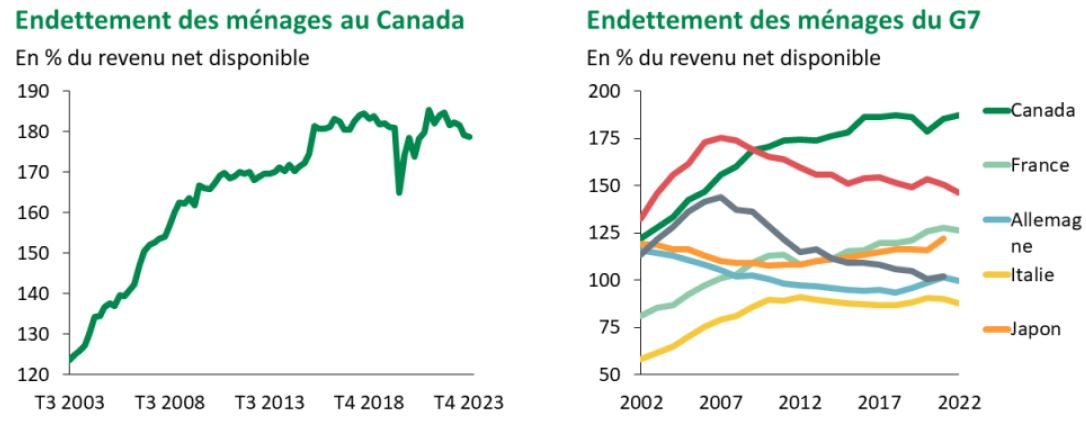 Endettement des ménages au Canada
En % du revenu net disponible
190
180
170
160
150
140
130
120
T3 2003
T3 2008
T3 2013
T4 2018
T4 2023
Endettement des ménages du G7
En % du revenu net disponible
200
175
150
125
100
75
50
2002
2007
2012
2017
2022
Canada
France
Allemag
ne
Italie
Japon